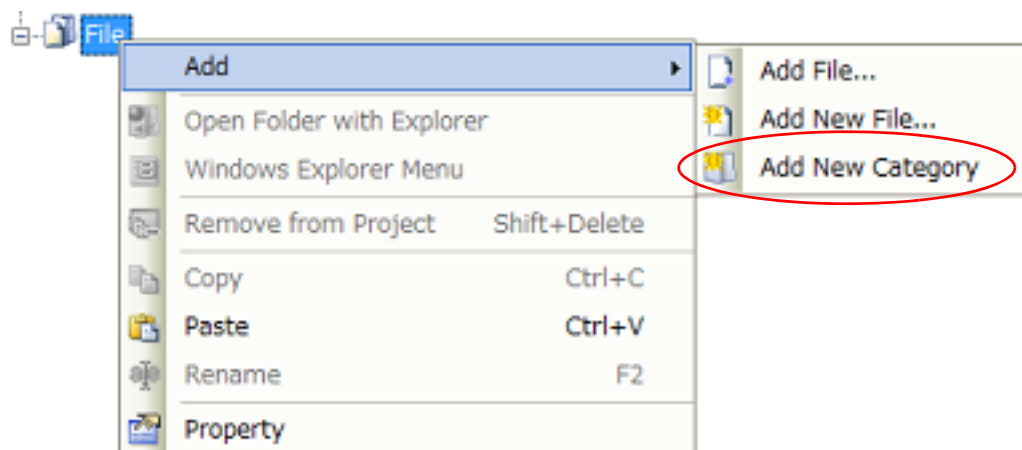 File
Add
Open Folder with Explorer
Windows Explorer Menu
Remove from Project Shift+Delete
Copy Ctrl+C
Paste Ctrl+V
Rename F2
Property
Add File...
Add New File...
Add New Category